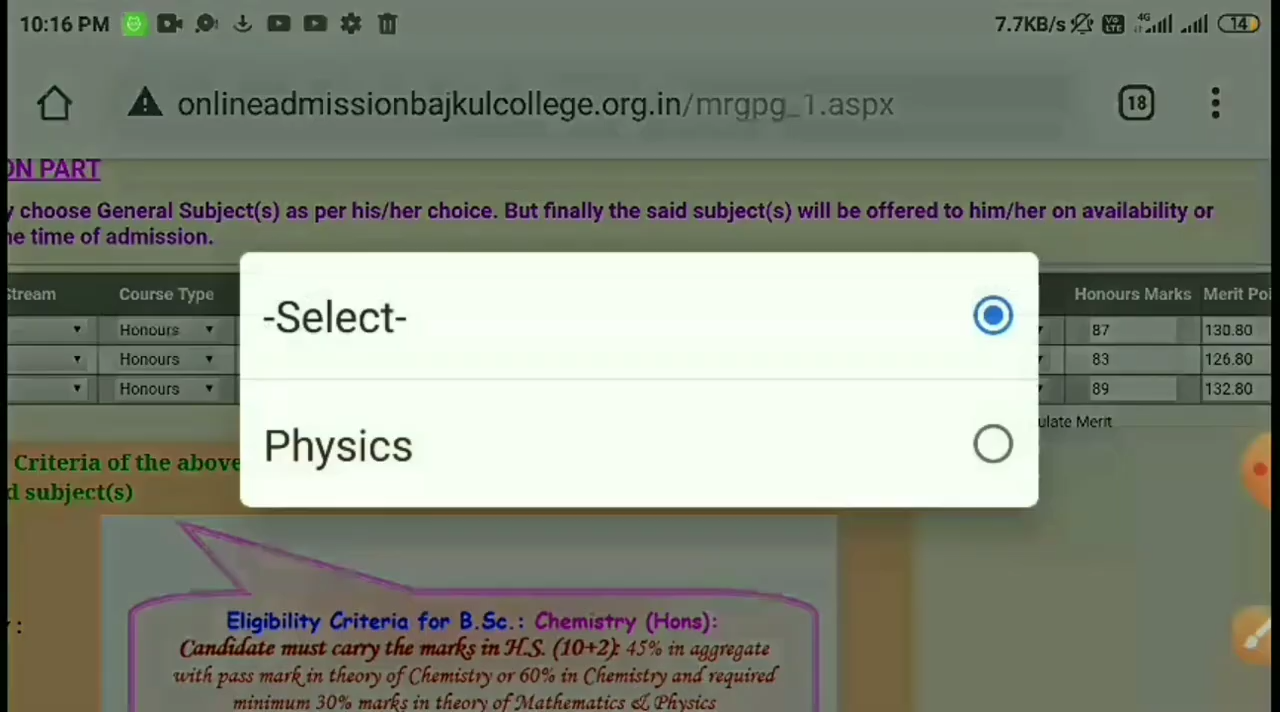 10:16 PM
7.7KB/s
Vo
LTE
4G
14
onlineadmissionbajkulcollege.org.in/mrgpg_1.aspx
18
ON PART
y choose General Subject(s) as per his/her choice. But finally the said subject(s) will be offered to him/her on availability or
he time of admission.
Stream Course Type Honours Marks Merit Poi
Honours 87 130.80
Honours 83 126.80
Honours 89 132.80
ulate Merit
-Select-
Physics
Criteria of the above
d subject(s)
y :
Eligibility Criteria for B.Sc.: Chemistry (Hons):
Candidate must carry the marks in H.S. (10+2): 45% in aggregate
with pass mark in theory of Chemistry or 60% in Chemistry and required
minimum 30% marks in theory of Mathematics & Physics